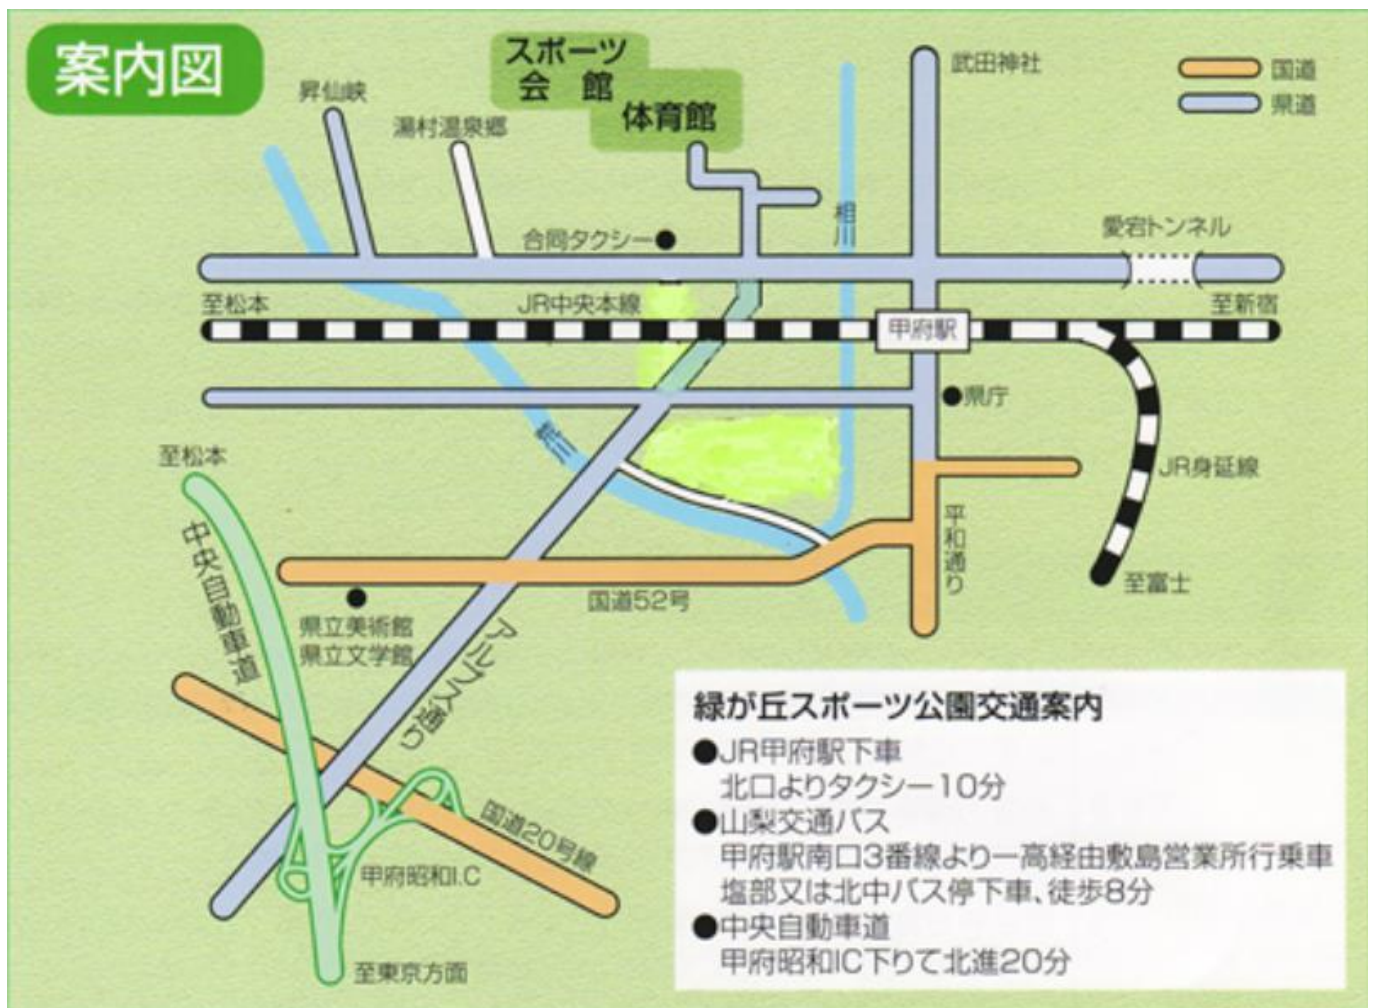 案内図
スポーツ
会館
体育館
武田神社
国道
県道
昇仙峡
湯村温泉郷
相川
愛宕トンネル
合同タクシー
至松本
JR中央本線
至新宿
甲府駅
県庁
荒川
至松本
JR身延線
中央自動車道
平和通り
至富士
国道52号
県立美術館
県立文学館
アルプス通り
国道20号線
甲府昭和I.C
至東京方面
緑が丘スポーツ公園交通案内
●JR甲府駅下車
北口よりタクシー10分
●山梨交通バス
甲府駅南口3番線より一高経由敷島営業所行乗車
塩部又は北中バス停下車、徒歩8分
●中央自動車道
甲府昭和IC下りて北進20分